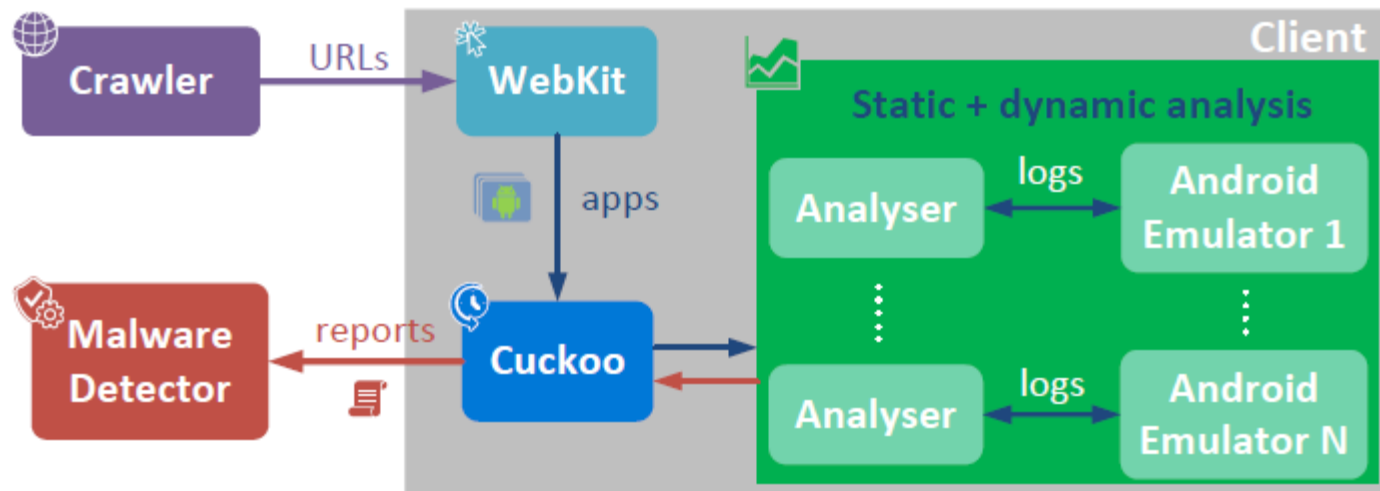 Client
Crawler
URLs
WebKit
Static + dynamic analysis
apps
Analyser
logs
Android
Emulator 1
Malware
Detector
reports
Cuckoo
Analyser
logs
Android
Emulator N